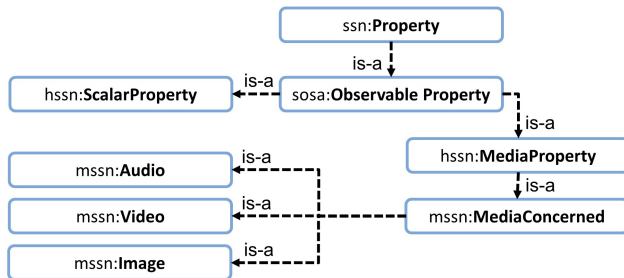 ssn:Property
is-a
is-a
hssn:ScalarProperty
sosa:Observable Property
is-a
hssn:MediaProperty
is-a
mssn:Audio
is-a
mssn:Video
is-a
mssn:MediaConcerned
is-a
mssn:Image